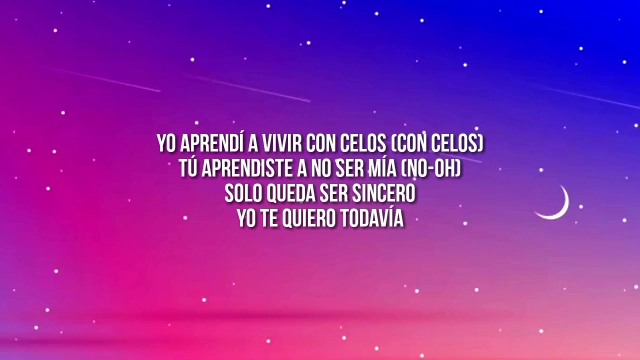 YO APRENDÍ A VIVIR CON CELOS (CON CELOS)
TÚ APRENDISTE A NO SER MÍA (NO-OH)
SOLO QUEDA SER SINCERO
YO TE QUIERO TODAVÍA